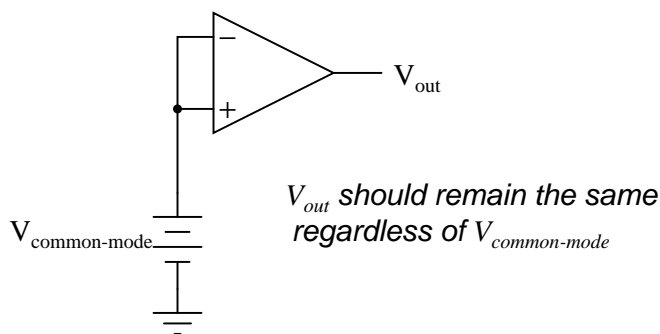 −
V_out
+
V_out should remain the same
V_common-mode
regardless of V_common-mode